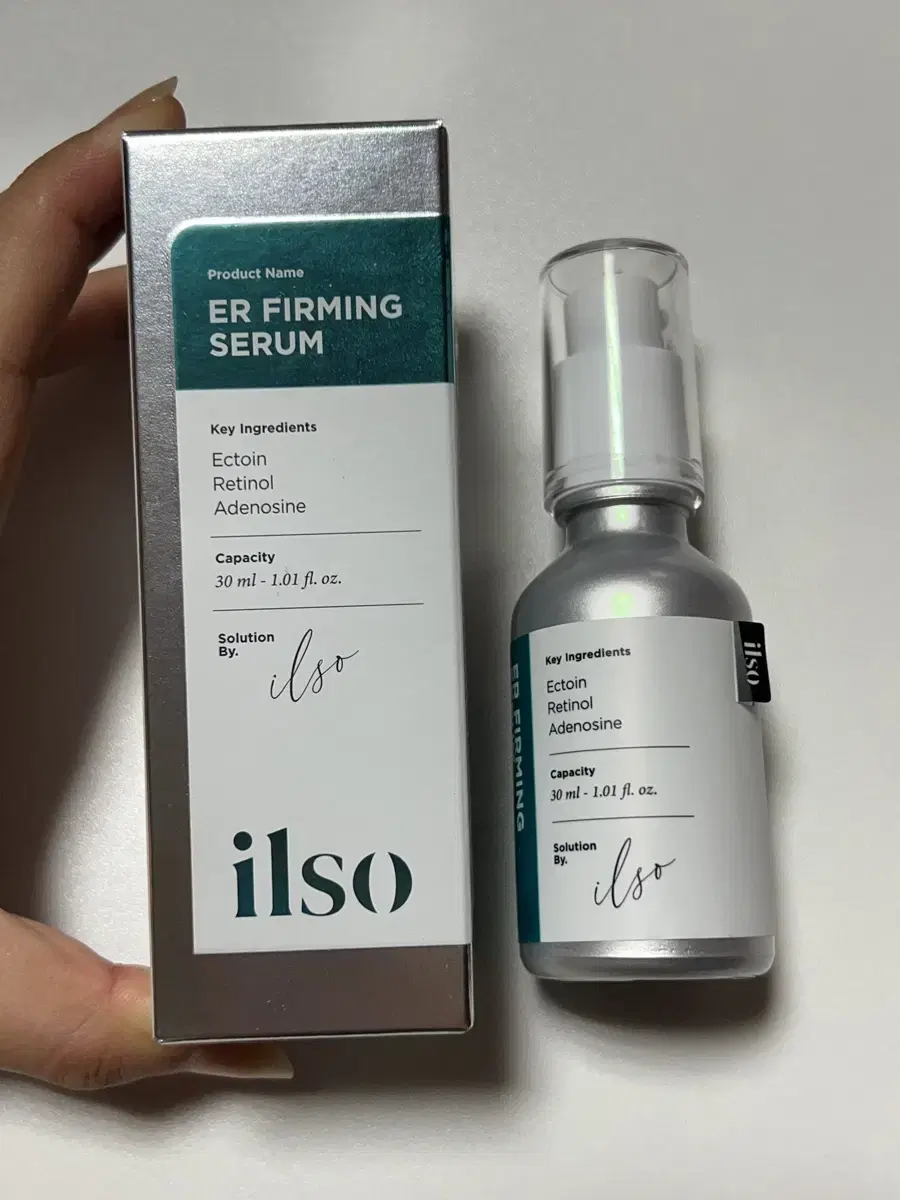 Product Name
ER FIRMING
SERUM
Key Ingredients
Ectoin
Retinol
Adenosine
Capacity
30 ml - 1.01 fl. oz.
Solution
By.
ilso
ilso
ER FIRMING
Key Ingredients
Ectoin
Retinol
Adenosine
Capacity
30 ml - 1.01 fl. oz.
Solution
By.
ilso
ilso